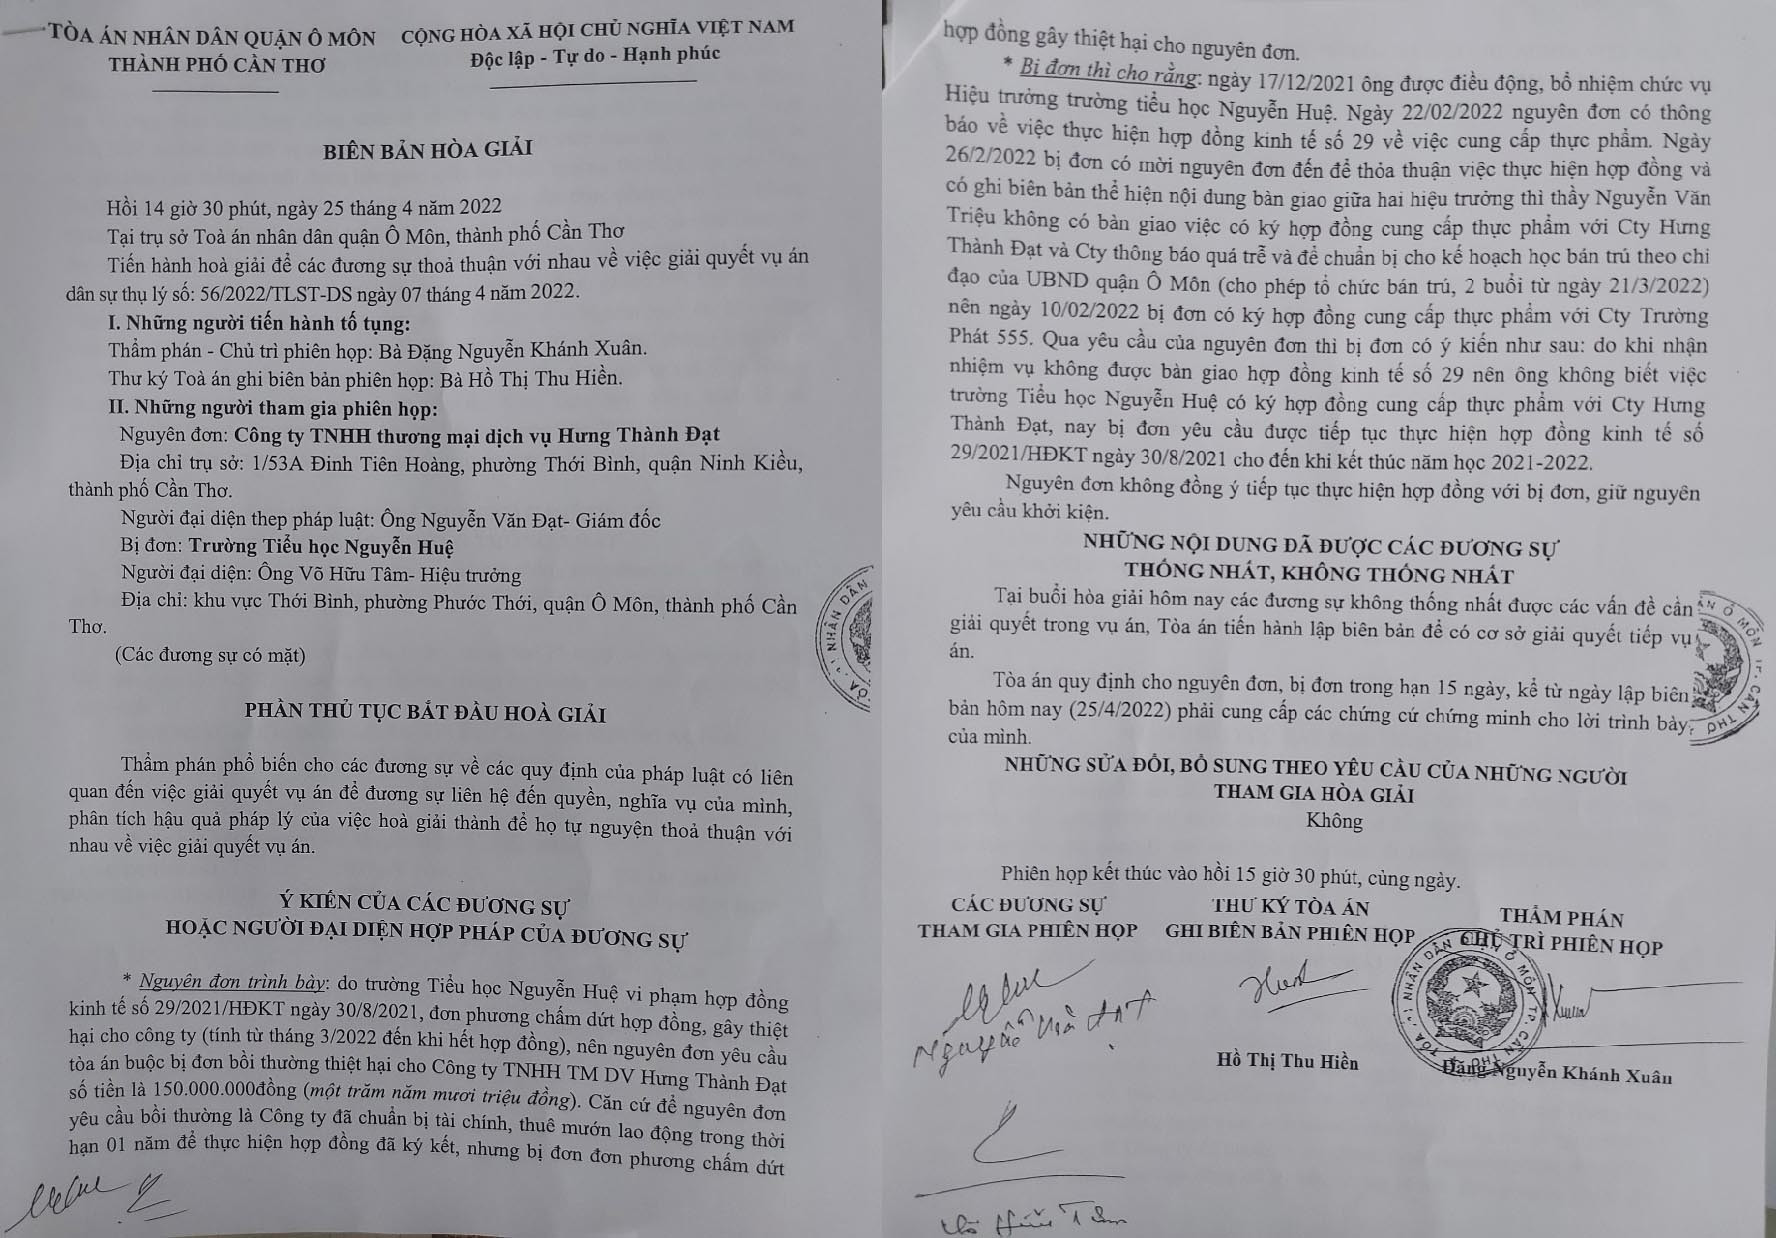 TÒA ÁN NHÂN DÂN QUẬN Ô MÔN
THÀNH PHỐ CẦN THƠ
CỘNG HÒA XÃ HỘI CHỦ NGHĨA VIỆT NAM
Độc lập - Tự do - Hạnh phúc
BIÊN BẢN HÒA GIẢI
Hồi 14 giờ 30 phút, ngày 25 tháng 4 năm 2022
Tại trụ sở Toà án nhân dân quận Ô Môn, thành phố Cần Thơ
Tiến hành hoà giải để các đương sự thoả thuận với nhau về việc giải quyết vụ án
dân sự thụ lý số: 56/2022/TLST-DS ngày 07 tháng 4 năm 2022.
I. Những người tiến hành tố tụng:
Thẩm phán - Chủ trì phiên họp: Bà Đặng Nguyễn Khánh Xuân.
Thư ký Toà án ghi biên bản phiên họp: Bà Hồ Thị Thu Hiền.
II. Những người tham gia phiên họp:
Nguyên đơn: Công ty TNHH thương mại dịch vụ Hưng Thành Đạt
Địa chỉ trụ sở: 1/53A Đinh Tiên Hoàng, phường Thới Bình, quận Ninh Kiều,
thành phố Cần Thơ.
Người đại diện thep pháp luật: Ông Nguyễn Văn Đạt- Giám đốc
Bị đơn: Trường Tiểu học Nguyễn Huệ
Người đại diện: Ông Võ Hữu Tâm- Hiệu trưởng
Địa chỉ: khu vực Thới Bình, phường Phước Thới, quận Ô Môn, thành phố Cần
Thơ.
(Các đương sự có mặt)
PHẦN THỦ TỤC BẮT ĐẦU HOÀ GIẢI
Thẩm phán phổ biến cho các đương sự về các quy định của pháp luật có liên
quan đến việc giải quyết vụ án để đương sự liên hệ đến quyền, nghĩa vụ của mình,
phân tích hậu quả pháp lý của việc hoà giải thành để họ tự nguyện thoả thuận với
nhau về việc giải quyết vụ án.
Ý KIẾN CỦA CÁC ĐƯƠNG SỰ
HOẶC NGƯỜI ĐẠI DIỆN HỢP PHÁP CỦA ĐƯƠNG SỰ
* Nguyên đơn trình bày: do trường Tiểu học Nguyễn Huệ vi phạm hợp đồng
kinh tế số 29/2021/HĐKT ngày 30/8/2021, đơn phương chấm dứt hợp đồng, gây thiệt
hại cho công ty (tính từ tháng 3/2022 đến khi hết hợp đồng), nên nguyên đơn yêu cầu
tòa án buộc bị đơn bồi thường thiệt hại cho Công ty TNHH TM DV Hưng Thành Đạt
số tiền là 150.000.000đồng (một trăm năm mươi triệu đồng). Căn cứ để nguyên đơn
yêu cầu bồi thường là Công ty đã chuẩn bị tài chính, thuê mướn lao động trong thời
hạn 01 năm để thực hiện hợp đồng đã ký kết, nhưng bị đơn đơn phương chấm dứt
hợp đồng gây thiệt hại cho nguyên đơn.
* Bị đơn thì cho rằng: ngày 17/12/2021 ông được điều động, bổ nhiệm chức vụ
Hiệu trưởng trường tiểu học Nguyễn Huệ. Ngày 22/02/2022 nguyên đơn có thông
báo về việc thực hiện hợp đồng kinh tế số 29 về việc cung cấp thực phẩm. Ngày
26/2/2022 bị đơn có mời nguyên đơn đến để thỏa thuận việc thực hiện hợp đồng và
có ghi biên bản thể hiện nội dung bàn giao giữa hai hiệu trưởng thì thầy Nguyễn Văn
Triệu không có bàn giao việc có ký hợp đồng cung cấp thực phẩm với Cty Hưng
Thành Đạt và Cty thông báo quá trễ và để chuẩn bị cho kế hoạch học bán trú theo chỉ
đạo của UBND quận Ô Môn (cho phép tổ chức bán trú, 2 buổi từ ngày 21/3/2022)
nên ngày 10/02/2022 bị đơn có ký hợp đồng cung cấp thực phẩm với Cty Trường
Phát 555. Qua yêu cầu của nguyên đơn thì bị đơn có ý kiến như sau: do khi nhận
nhiệm vụ không được bàn giao hợp đồng kinh tế số 29 nên ông không biết việc
trường Tiểu học Nguyễn Huệ có ký hợp đồng cung cấp thực phẩm với Cty Hưng
Thành Đạt, nay bị đơn yêu cầu được tiếp tục thực hiện hợp đồng kinh tế số
29/2021/HĐKT ngày 30/8/2021 cho đến khi kết thúc năm học 2021-2022.
Nguyên đơn không đồng ý tiếp tục thực hiện hợp đồng với bị đơn, giữ nguyên
yêu cầu khởi kiện.
NHỮNG NỘI DUNG ĐÃ ĐƯỢC CÁC ĐƯƠNG SỰ
THỐNG NHẤT, KHÔNG THỐNG NHẤT
Tại buổi hòa giải hôm nay các đương sự không thống nhất được các vấn đề cần
giải quyết trong vụ án, Tòa án tiến hành lập biên bản để có cơ sở giải quyết tiếp vụ
án.
Tòa án quy định cho nguyên đơn, bị đơn trong hạn 15 ngày, kể từ ngày lập biên
bản hôm nay (25/4/2022) phải cung cấp các chứng cứ chứng minh cho lời trình bày
của mình.
NHỮNG SỬA ĐỔI, BỔ SUNG THEO YÊU CẦU CỦA NHỮNG NGƯỜI
THAM GIA HÒA GIẢI
Không
Phiên họp kết thúc vào hồi 15 giờ 30 phút, cùng ngày.
CÁC ĐƯƠNG SỰ
THAM GIA PHIÊN HỌP
THƯ KÝ TÒA ÁN
GHI BIÊN BẢN PHIÊN HỌP
THẨM PHÁN
CHỦ TRÌ PHIÊN HỌP
Hồ Thị Thu Hiền
Đặng Nguyễn Khánh Xuân
Võ Hữu Tâm